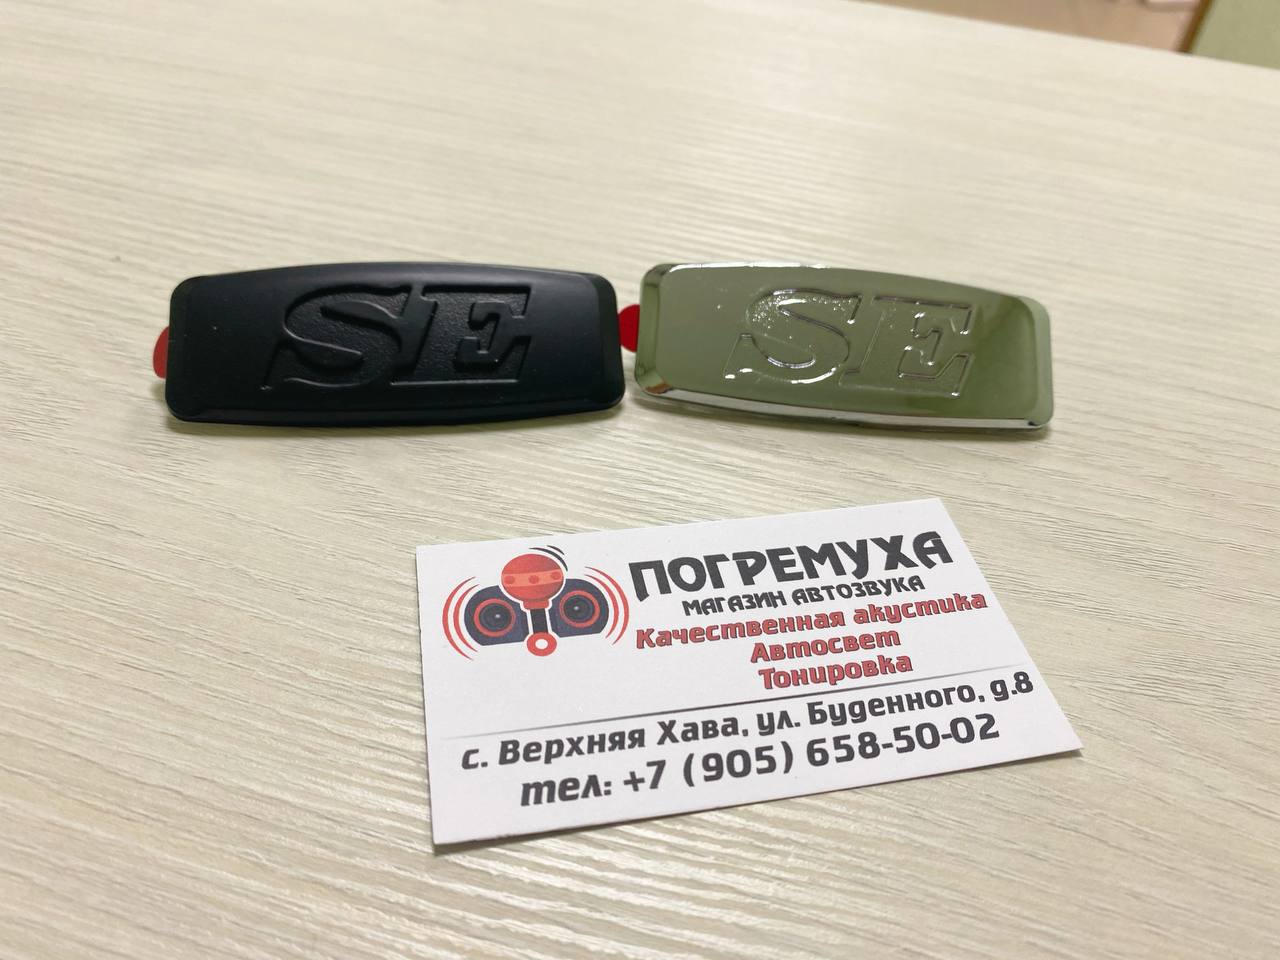 SE
SE
ПОГРЕМУХА
МАГАЗИН АВТОЗВУКА
Качественная акустика
Автосвет
Тонировка
с. Верхняя Хава, ул. Буденного, д.8
тел: +7 (905) 658-50-02